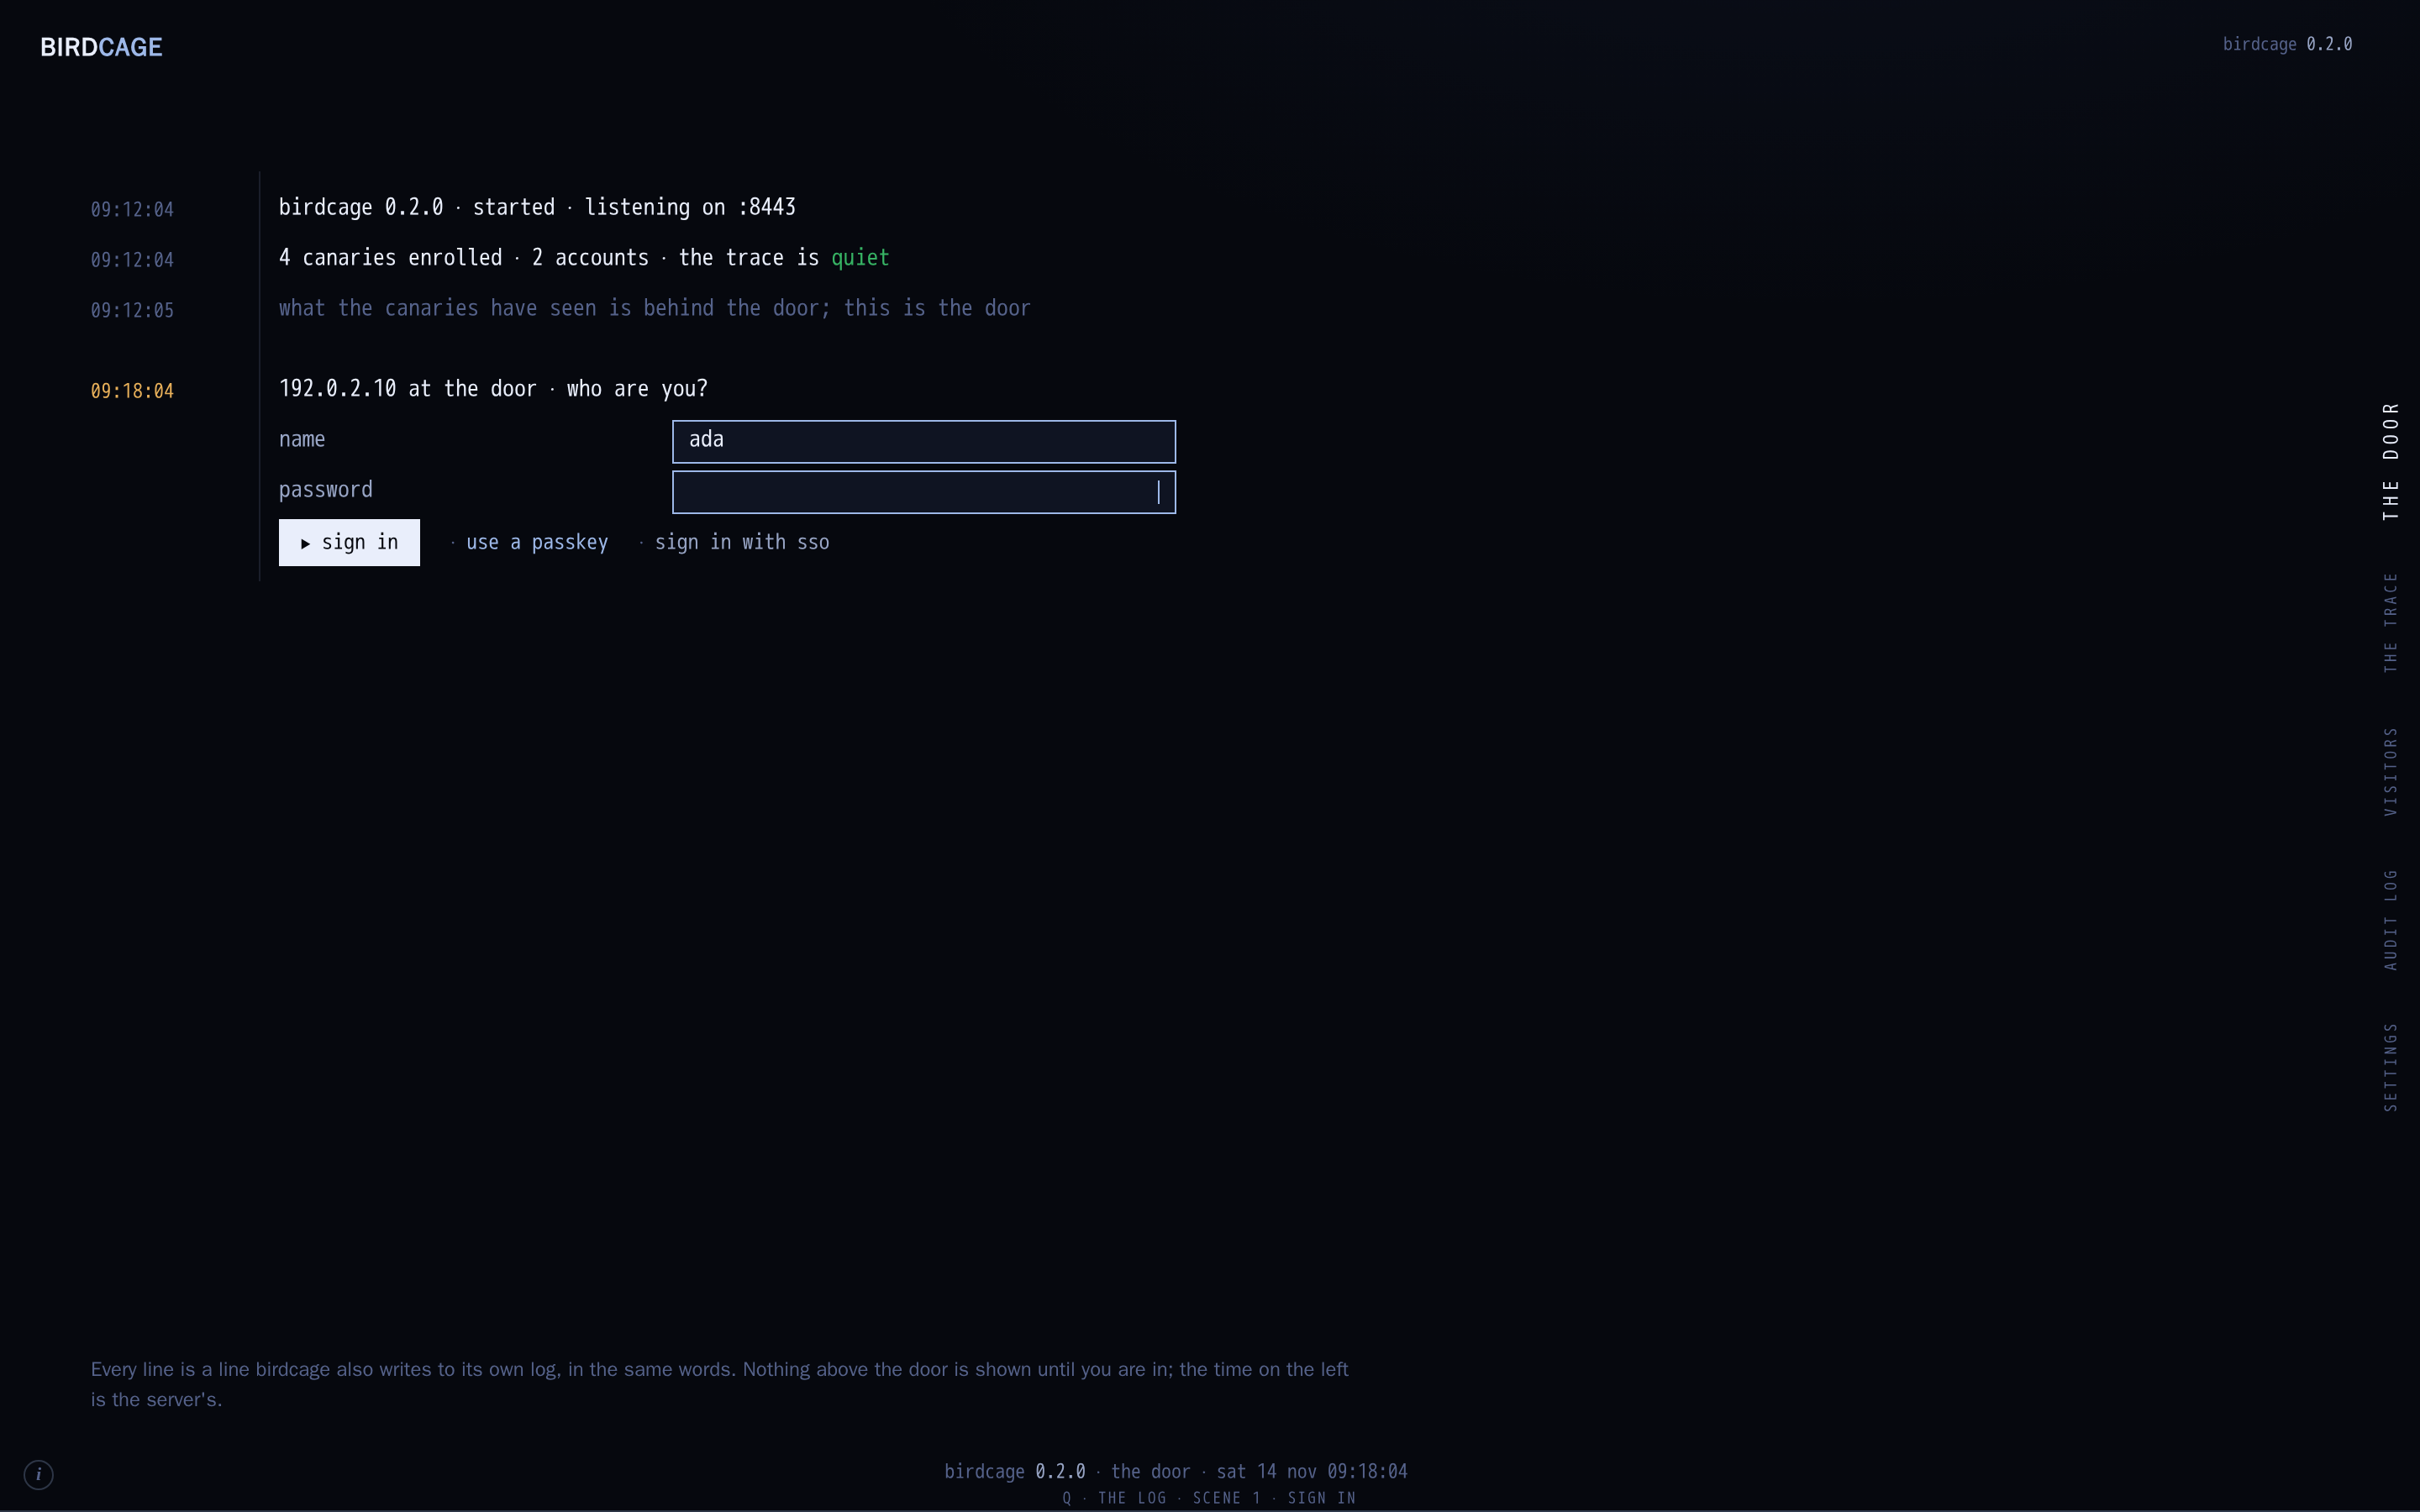 BIRDCAGE
birdcage 0.2.0
09:12:04 birdcage 0.2.0 · started · listening on :8443
09:12:04 4 canaries enrolled · 2 accounts · the trace is quiet
09:12:05 what the canaries have seen is behind the door; this is the door
09:18:04 192.0.2.10 at the door · who are you?
name ada
password
▶ sign in · use a passkey · sign in with sso
THE DOOR
THE TRACE
VISITORS
AUDIT LOG
SETTINGS
Every line is a line birdcage also writes to its own log, in the same words. Nothing above the door is shown until you are in; the time on the left
is the server's.
i
birdcage 0.2.0 · the door · sat 14 nov 09:18:04
Q · THE LOG · SCENE 1 · SIGN IN